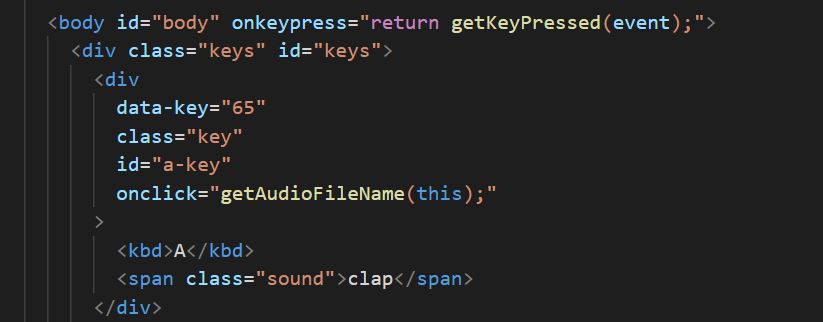 <body id="body" onkeypress="return getKeyPressed(event);">
<div class="keys" id="keys">
<div
data-key="65"
class="key"
id="a-key"
onclick="getAudioFileName(this);"
>
<kbd>A</kbd>
<span class="sound">clap</span>
</div>